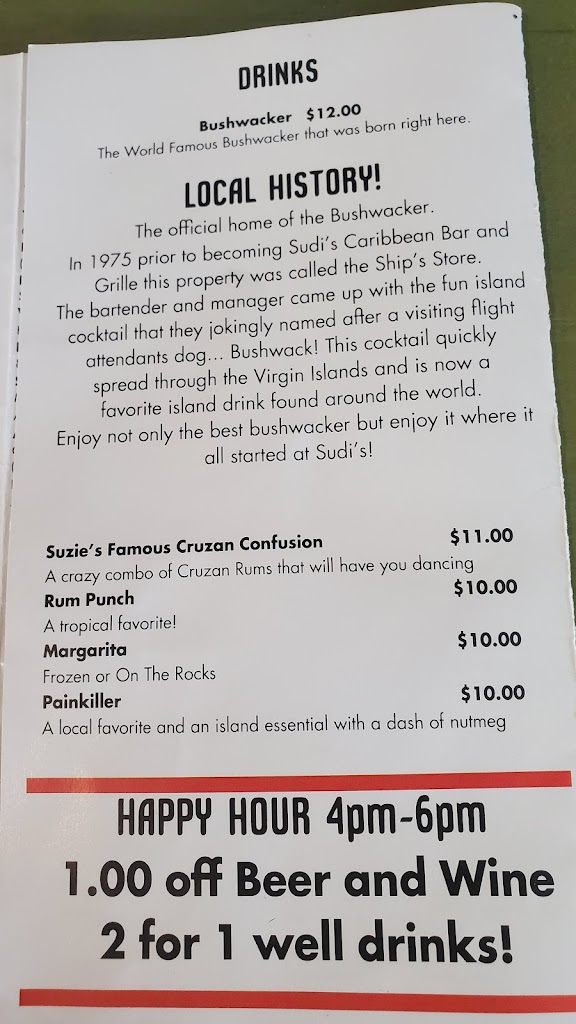 DRINKS
Bushwacker $12.00
The World Famous Bushwacker that was born right here.
LOCAL HISTORY!
The official home of the Bushwacker.
In 1975 prior to becoming Sudi's Caribbean Bar and
Grille this property was called the Ship's Store.
The bartender and manager came up with the fun island
cocktail that they jokingly named after a visiting flight
attendants dog... Bushwack! This cocktail quickly
spread through the Virgin Islands and is now a
favorite island drink found around the world.
Enjoy not only the best bushwacker but enjoy it where it
all started at Sudi's!
Suzie's Famous Cruzan Confusion $11.00
A crazy combo of Cruzan Rums that will have you dancing
Rum Punch $10.00
A tropical favorite!
Margarita $10.00
Frozen or On The Rocks
Painkiller $10.00
A local favorite and an island essential with a dash of nutmeg
HAPPY HOUR 4pm-6pm
1.00 off Beer and Wine
2 for 1 well drinks!